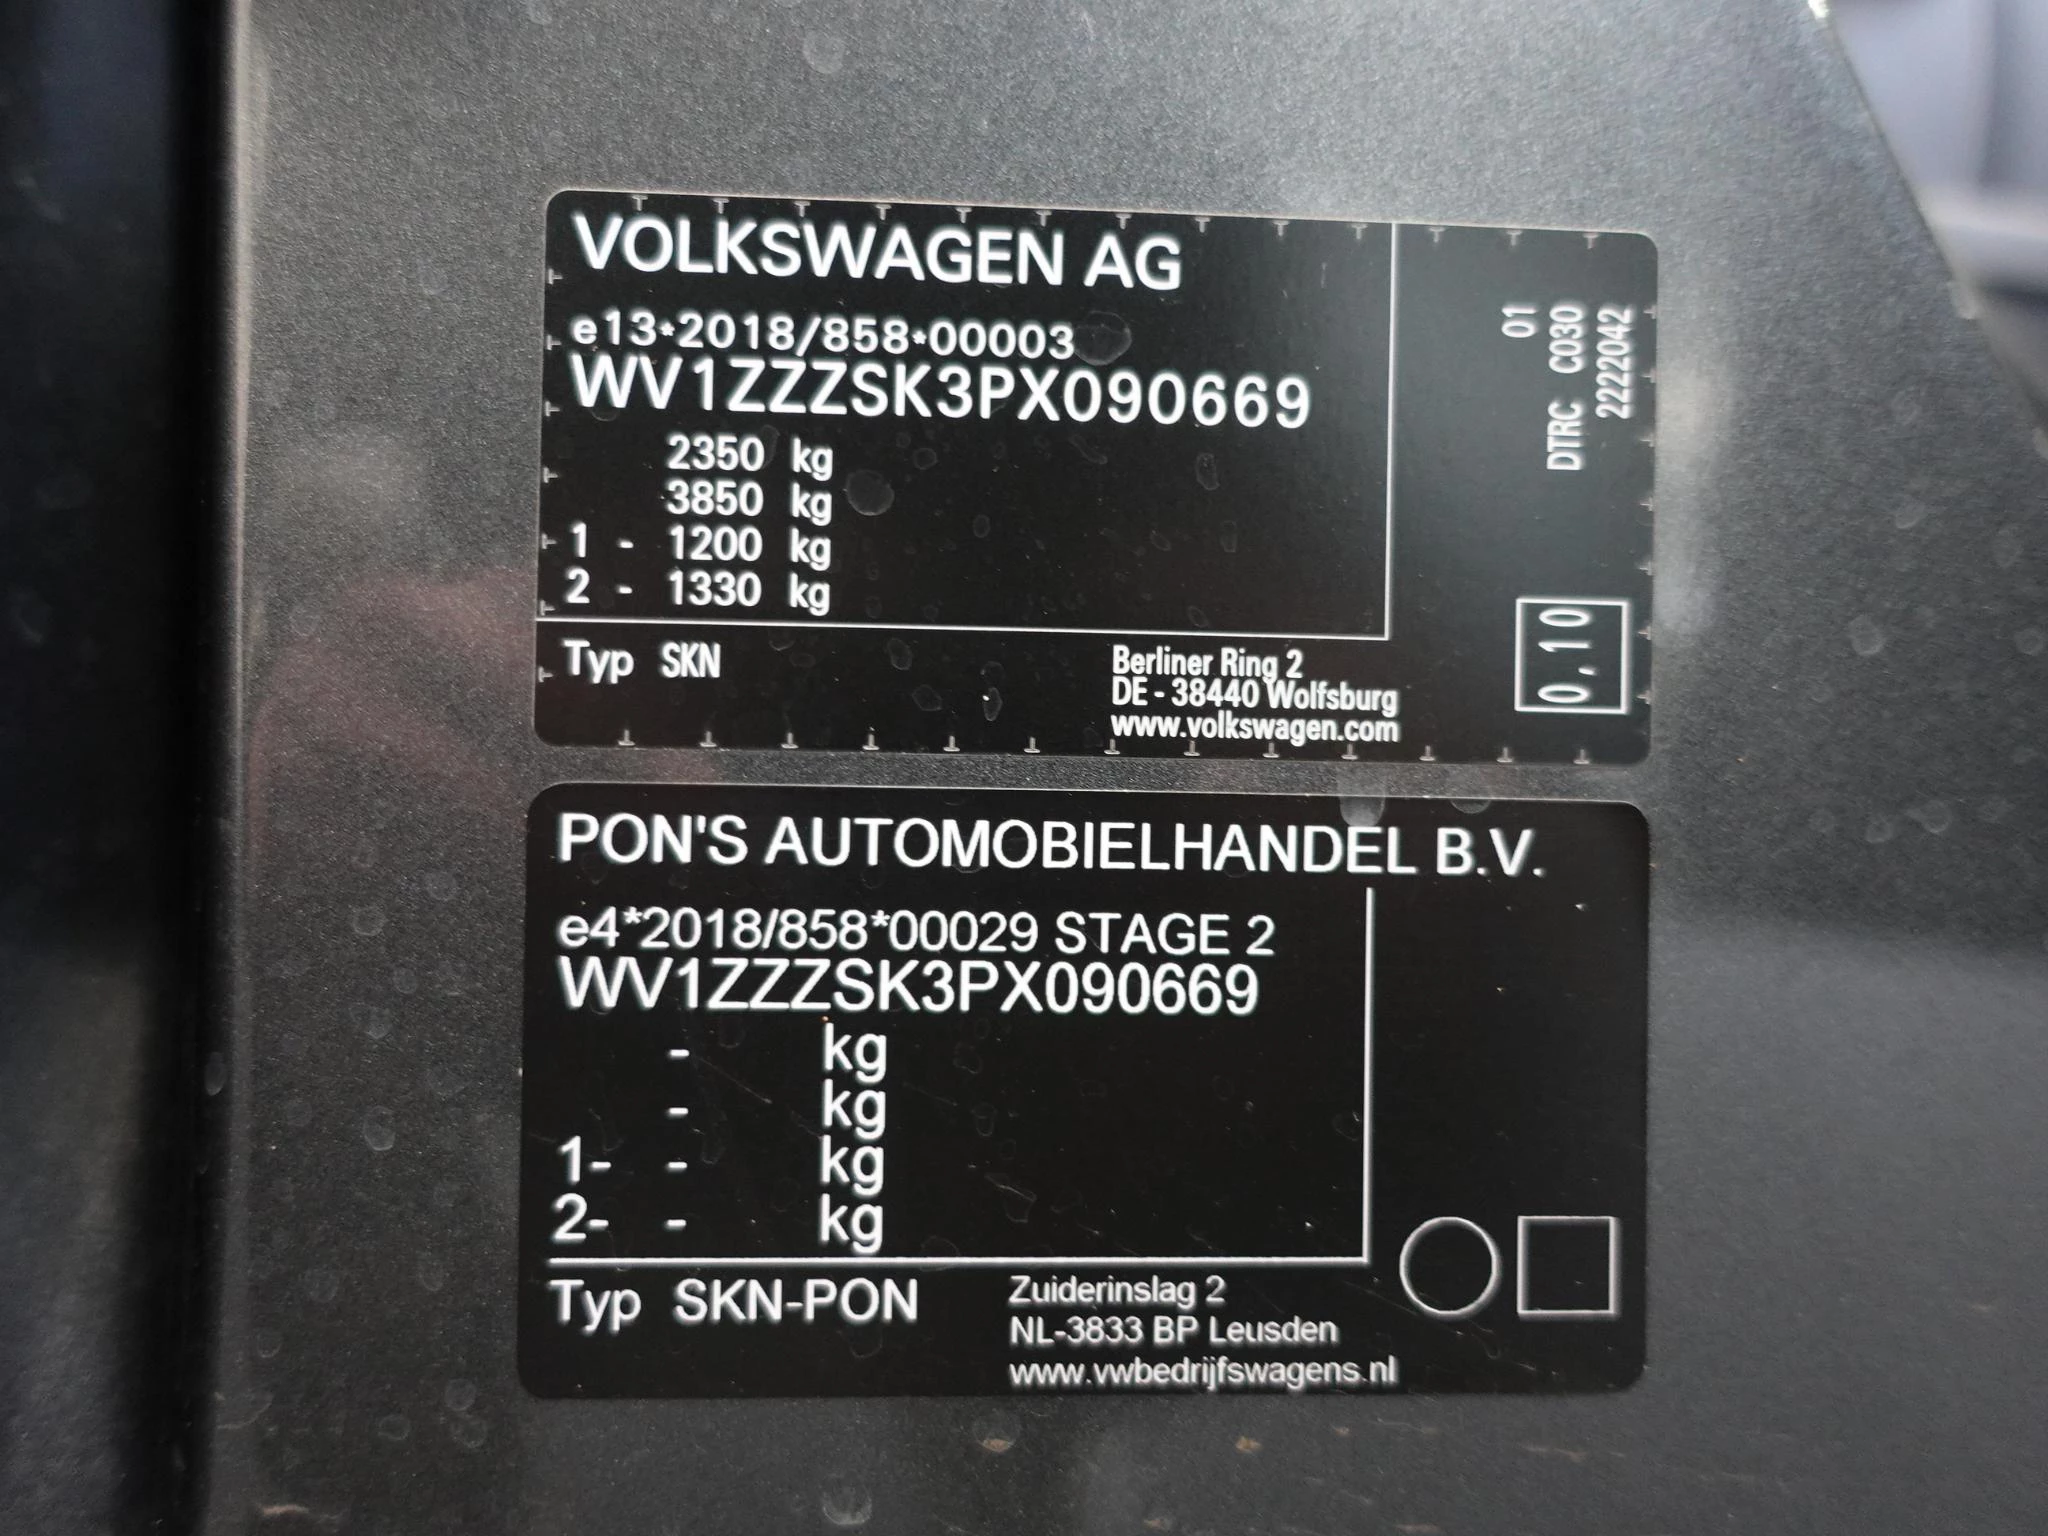 VOLKSWAGEN AG
e13*2018/858*00003
WV1ZZZSK3PX090669
2350 kg
3850 kg
1 - 1200 kg
2 - 1330 kg
Typ SKN
Berliner Ring 2
DE - 38440 Wolfsburg
www.volkswagen.com
01
DTRC C030
2222042
0,10
PON'S AUTOMOBIELHANDEL B.V.
e4*2018/858*00029 STAGE 2
WV1ZZZSK3PX090669
- kg
- kg
1- - kg
2- - kg
Typ SKN-PON
Zuiderinslag 2
NL-3833 BP Leusden
www.vwbedrijfswagens.nl